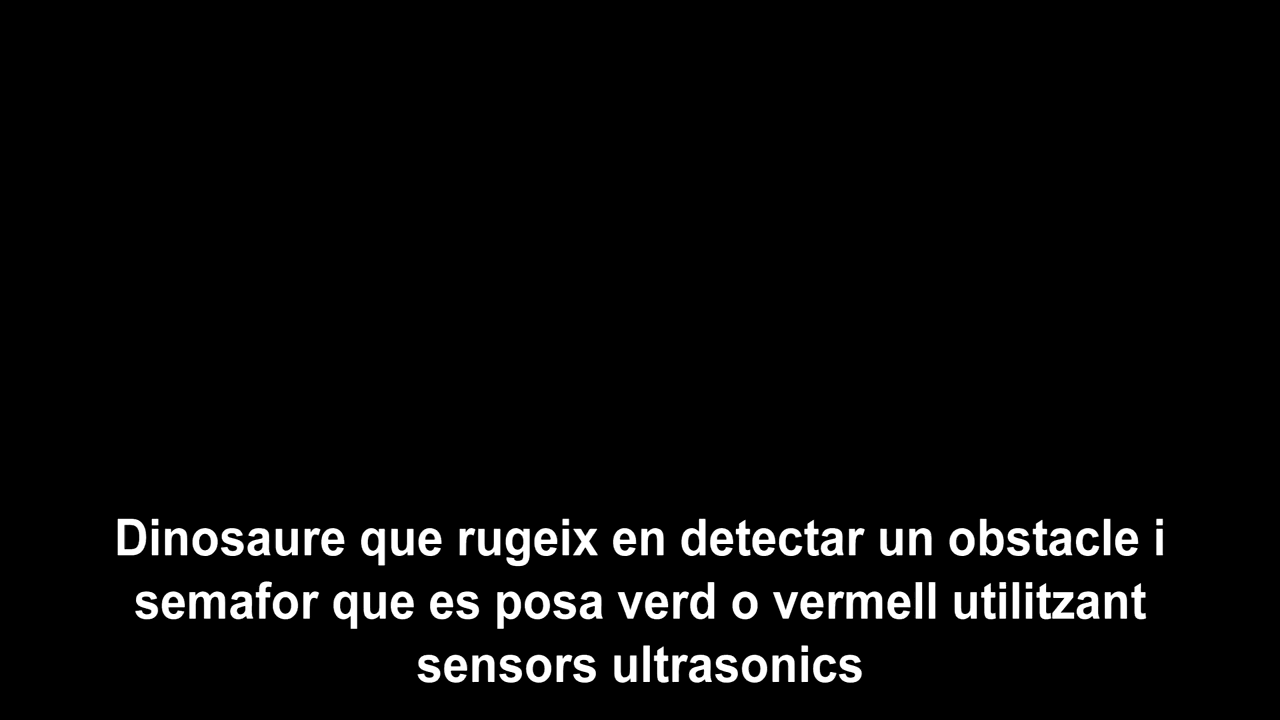 Dinosaure que rugeix en detectar un obstacle i
semafor que es posa verd o vermell utilitzant
sensors ultrasonics